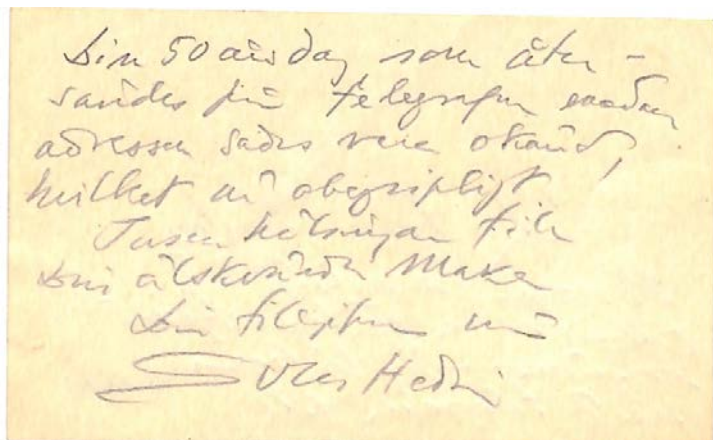 Din 50 årsdag som åter-
sändes från telegrafen enedan
adressen sades vara okänd,
hvilket är obegripligt
Tusen hälsningar till
Din älskvärda Maka
Din tillgifne vän
Sven Hedin